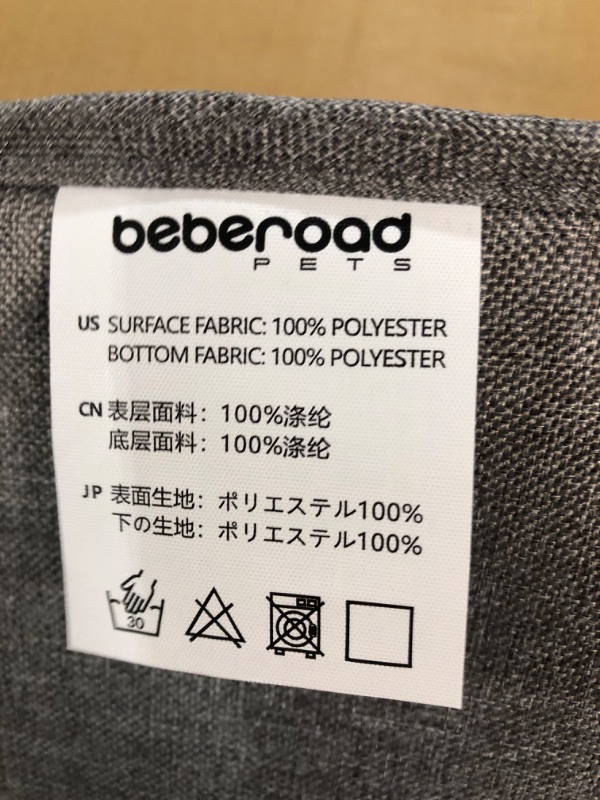 beberoad
PETS
US SURFACE FABRIC: 100% POLYESTER
BOTTOM FABRIC: 100% POLYESTER
CN 表层面料：100%涤纶
底层面料：100%涤纶
JP 表面生地：ポリエステル100%
下の生地：ポリエステル100%
30